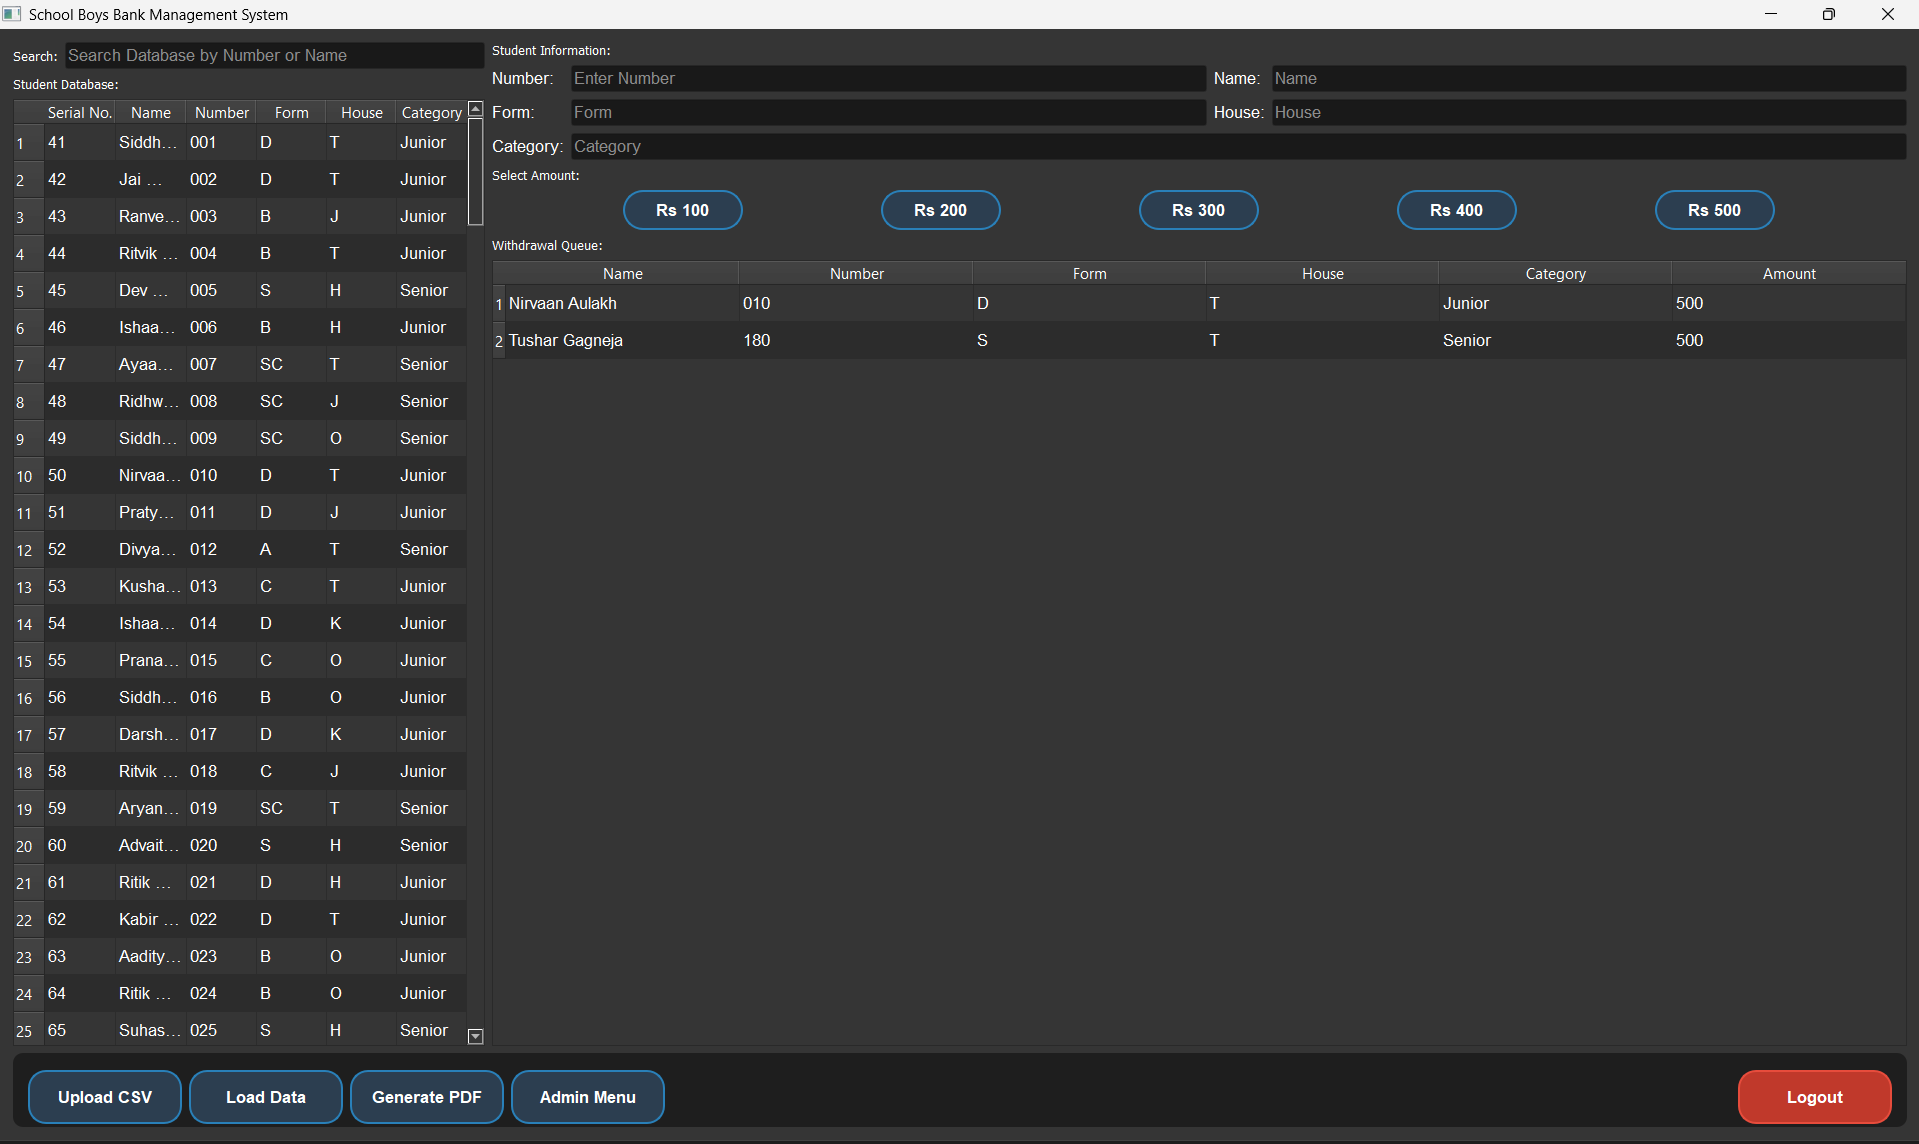 School Boys Bank Management System
Search: Search Database by Number or Name
Student Database:
Serial No. Name Number Form House Category
1 41 Siddh... 001 D T Junior
2 42 Jai ... 002 D T Junior
3 43 Ranve... 003 B J Junior
4 44 Ritvik ... 004 B T Junior
5 45 Dev ... 005 S H Senior
6 46 Ishaa... 006 B H Junior
7 47 Ayaa... 007 SC T Senior
8 48 Ridhw... 008 SC J Senior
9 49 Siddh... 009 SC O Senior
10 50 Nirvaa... 010 D T Junior
11 51 Praty... 011 D J Junior
12 52 Divya... 012 A T Senior
13 53 Kusha... 013 C T Junior
14 54 Ishaa... 014 D K Junior
15 55 Prana... 015 C O Junior
16 56 Siddh... 016 B O Junior
17 57 Darsh... 017 D K Junior
18 58 Ritvik ... 018 C J Junior
19 59 Aryan... 019 SC T Senior
20 60 Advait... 020 S H Senior
21 61 Ritik ... 021 D H Junior
22 62 Kabir ... 022 D T Junior
23 63 Aadity... 023 B O Junior
24 64 Ritik ... 024 B O Junior
25 65 Suhas... 025 S H Senior
Student Information:
Number: Enter Number Name: Name
Form: Form House: House
Category: Category
Select Amount:
Rs 100 Rs 200 Rs 300 Rs 400 Rs 500
Withdrawal Queue:
Name Number Form House Category Amount
1 Nirvaan Aulakh 010 D T Junior 500
2 Tushar Gagneja 180 S T Senior 500
Upload CSV Load Data Generate PDF Admin Menu Logout